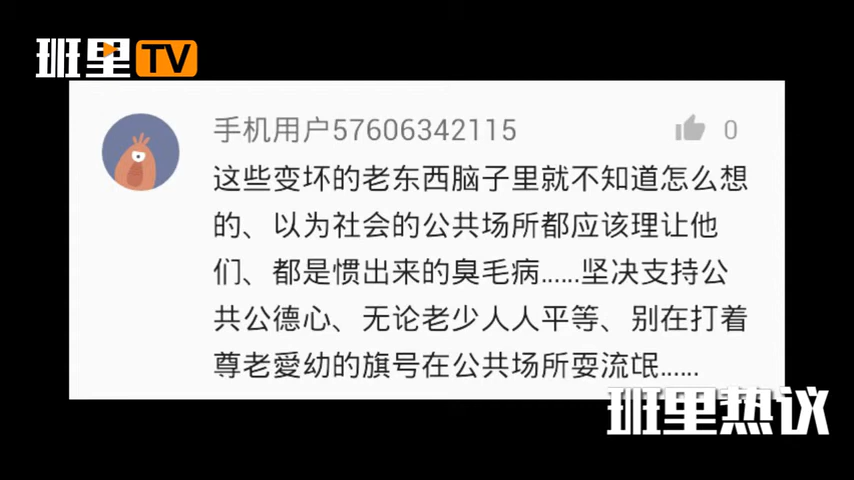 班里TV
手机用户57606342115
0
这些变坏的老东西脑子里就不知道怎么想
的、以为社会的公共场所都应该理让他
们、都是惯出来的臭毛病……坚决支持公
共公德心、无论老少人人平等、别在打着
尊老愛幼的旗号在公共场所耍流氓……
班里热议